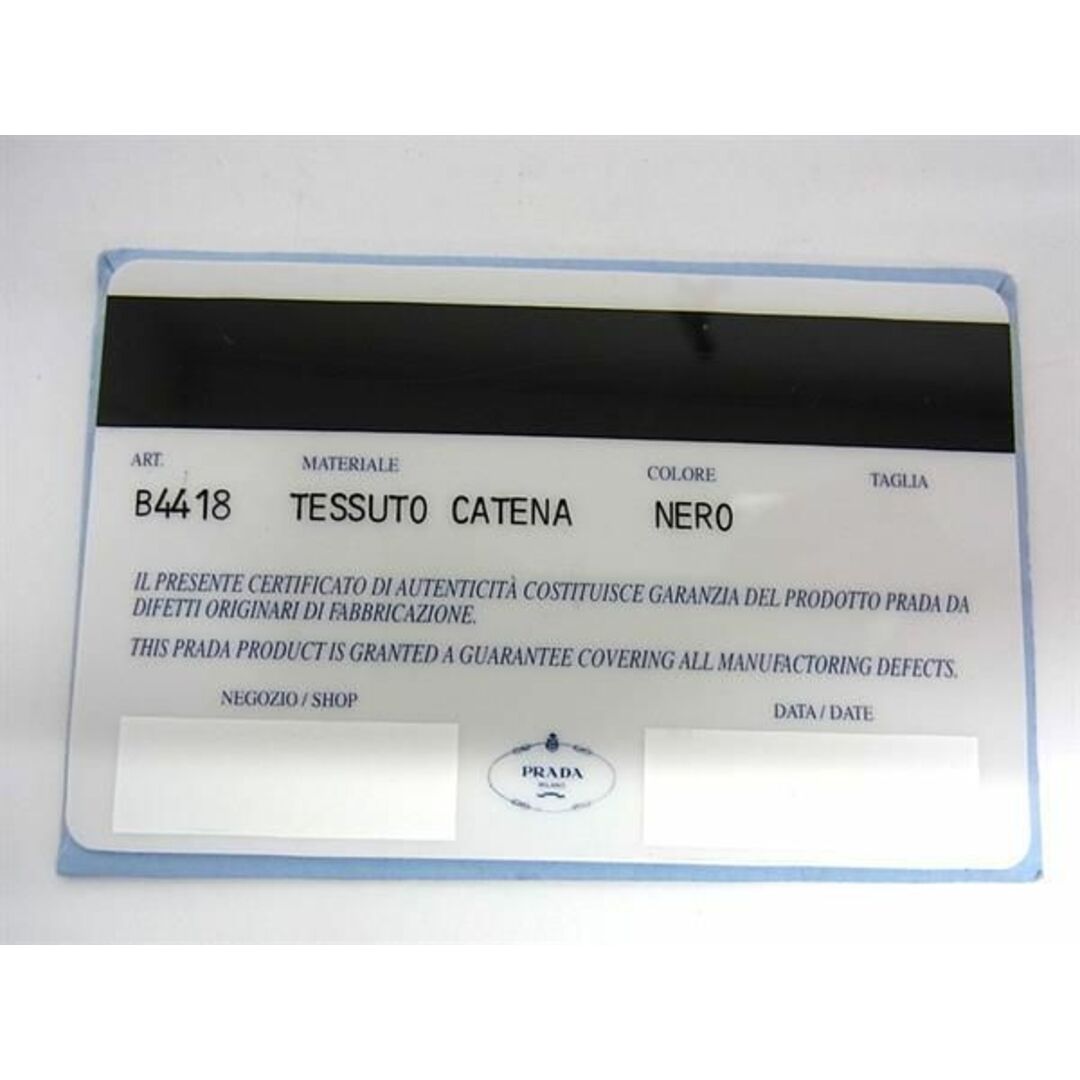 ART. MATERIALE COLORE TAGLIA
B4418 TESSUTO CATENA NERO
IL PRESENTE CERTIFICATO DI AUTENTICITÀ COSTITUISCE GARANZIA DEL PRODOTTO PRADA DA
DIFETTI ORIGINARI DI FABBRICAZIONE.
THIS PRADA PRODUCT IS GRANTED A GUARANTEE COVERING ALL MANUFACTORING DEFECTS.
NEGOZIO / SHOP DATA / DATE
PRADA
MILANO